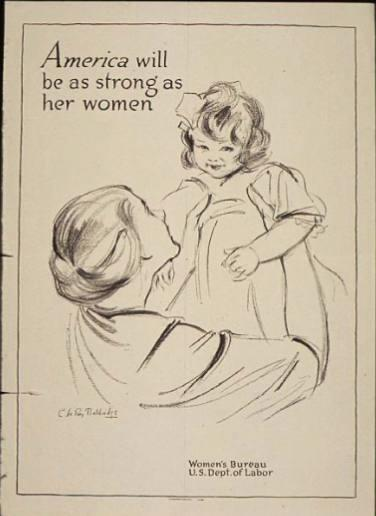 America will
be as strong as
her women
Women's Bureau
U.S. Dept. of Labor